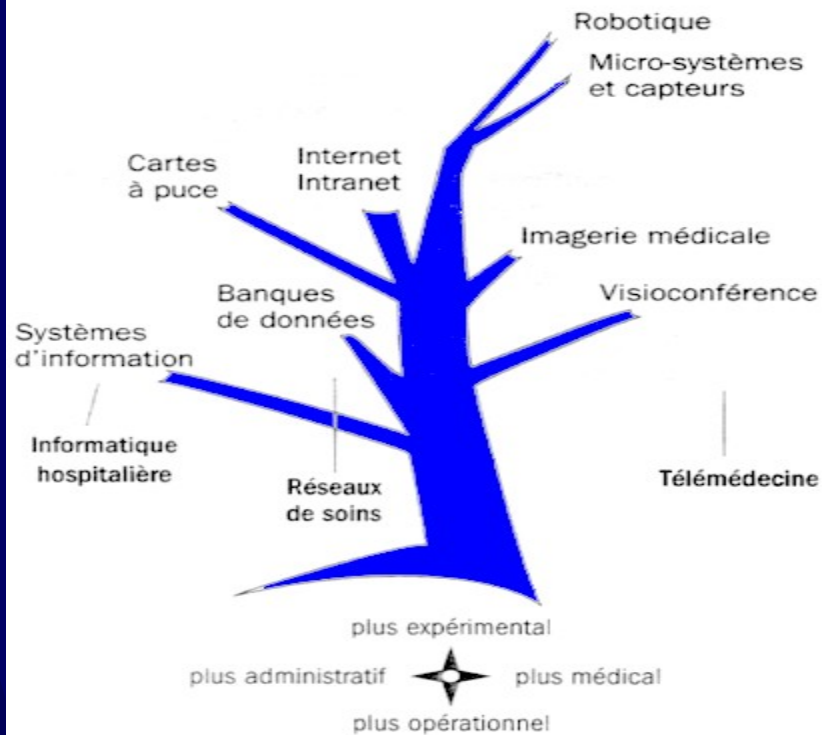 Robotique
Micro-systèmes
et capteurs
Cartes
à puce
Internet
Intranet
Imagerie médicale
Banques
de données
Visioconférence
Systèmes
d'information
Informatique
hospitalière
Réseaux
de soins
Télémédecine
plus expérimental
plus administratif
plus médical
plus opérationnel